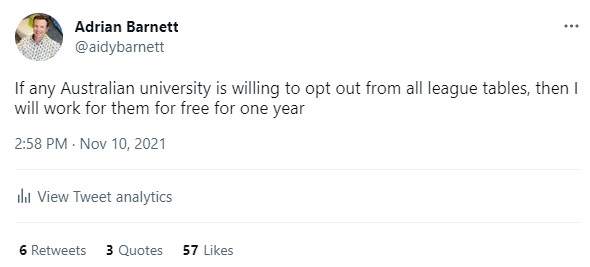 Adrian Barnett
@aidybarnett
If any Australian university is willing to opt out from all league tables, then I
will work for them for free for one year
2:58 PM · Nov 10, 2021
View Tweet analytics
6 Retweets 3 Quotes 57 Likes